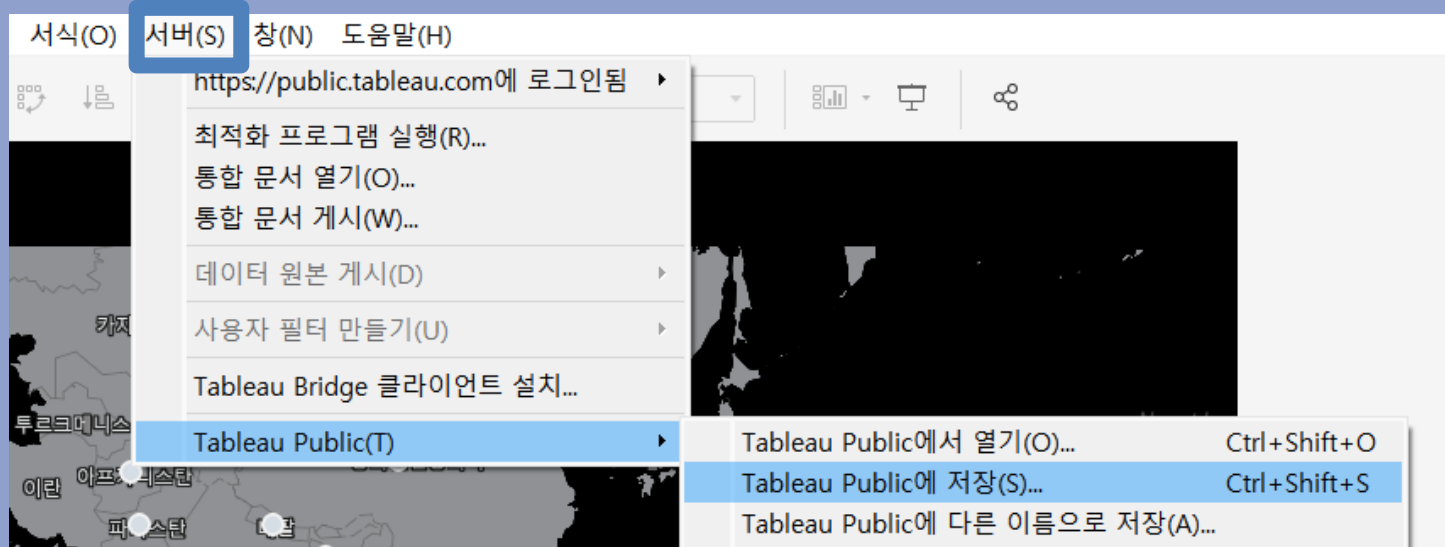 서식(O) 서버(S) 창(N) 도움말(H)
https://public.tableau.com에 로그인됨
최적화 프로그램 실행(R)...
통합 문서 열기(O)...
통합 문서 게시(W)...
데이터 원본 게시(D)
사용자 필터 만들기(U)
Tableau Bridge 클라이언트 설치...
Tableau Public(T)
Tableau Public에서 열기(O)... Ctrl+Shift+O
Tableau Public에 저장(S)... Ctrl+Shift+S
Tableau Public에 다른 이름으로 저장(A)...
카자
투르크메니스
이란